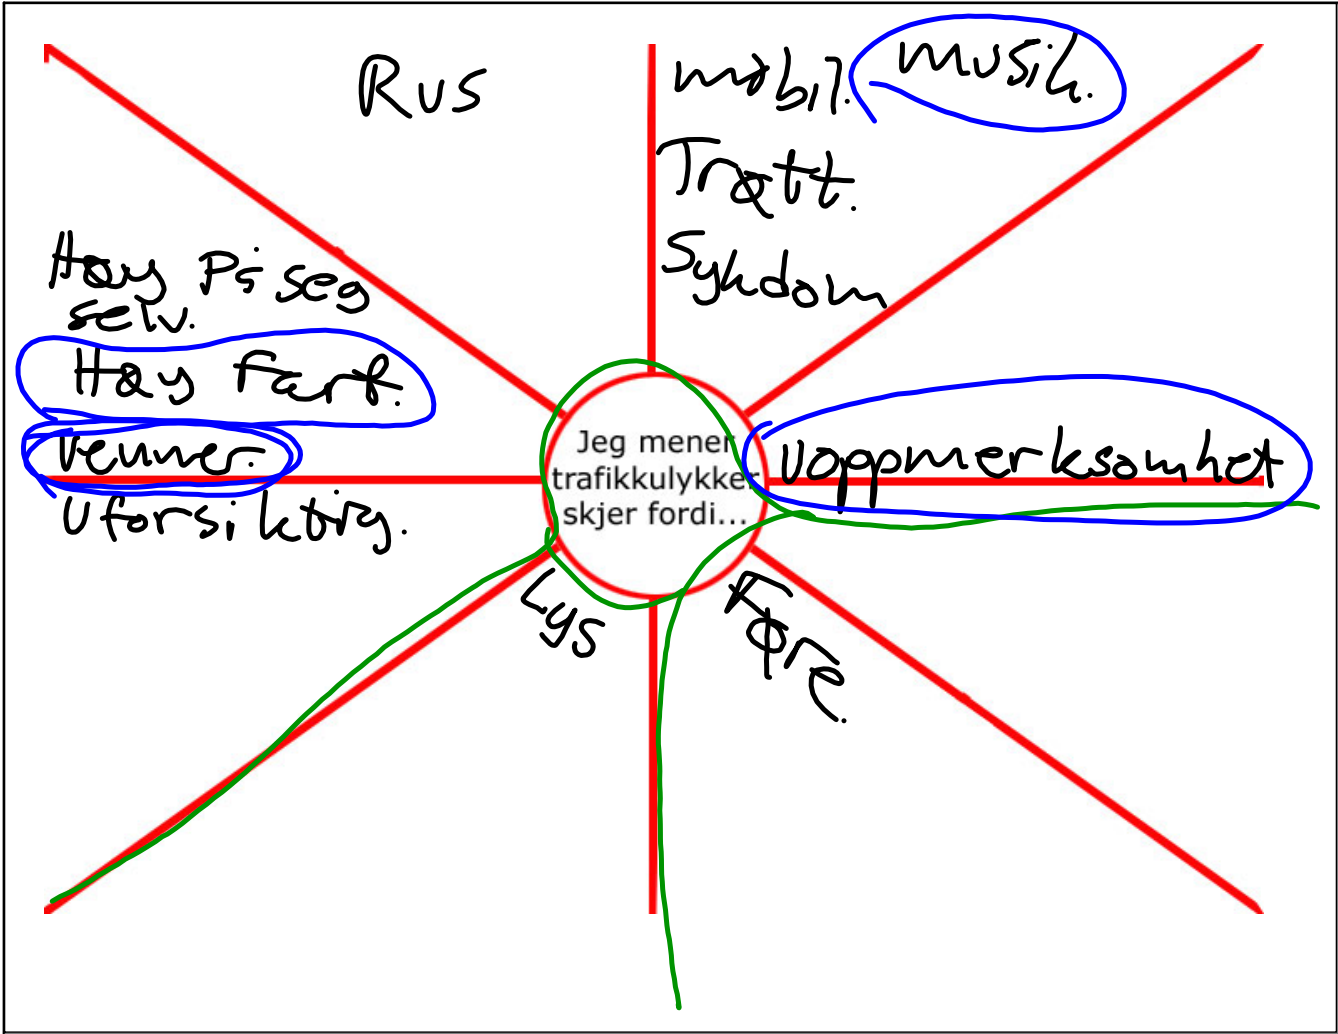 Rus
mobil. musik.
Trøtt.
Sykdom
Høy På seg
selv.
Høy Fart.
Venner.
Uforsiktig.
Jeg mener
trafikkulykker
skjer fordi...
Uoppmerksomhet
Lys
Føre.